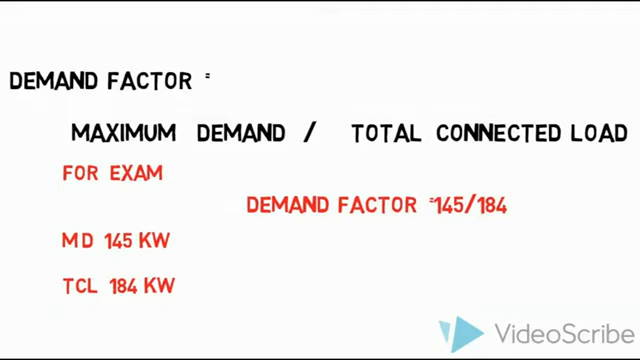 DEMAND FACTOR =
MAXIMUM DEMAND / TOTAL CONNECTED LOAD
FOR EXAM
DEMAND FACTOR =145/184
MD 145 KW
TCL 184 KW
VideoScribe